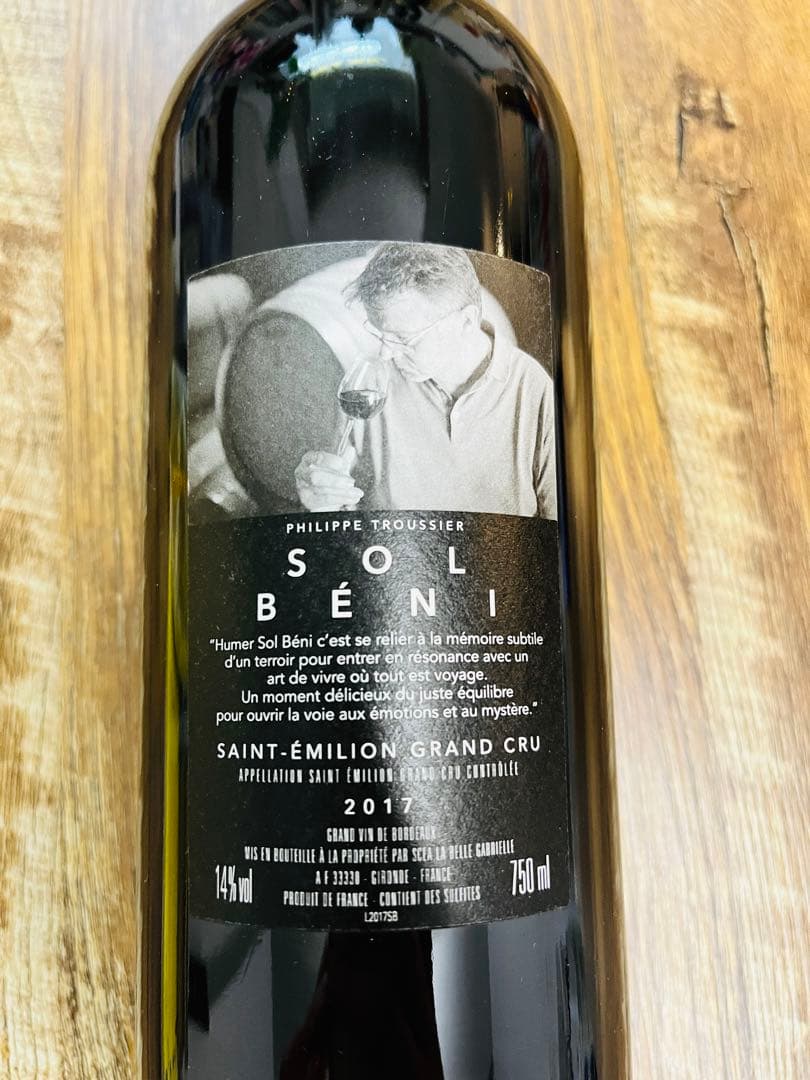 PHILIPPE TROUSSIER
SOL
BÉNI
"Humer Sol Béni c'est se relier à la mémoire subtile
d'un terroir pour entrer en résonance avec un
art de vivre où tout est voyage.
Un moment délicieux du juste équilibre
pour ouvrir la voie aux émotions et au mystère."
SAINT-ÉMILION GRAND CRU
APPELLATION SAINT ÉMILION GRAND CRU CONTRÔLÉE
2017
GRAND VIN DE BORDEAUX
MIS EN BOUTEILLE À LA PROPRIÉTÉ PAR SCEA LA BELLE GABRIELLE
A F 33330 - GIRONDE - FRANCE
14% vol
750 ml
PRODUIT DE FRANCE - CONTIENT DES SULFITES
L2017SB